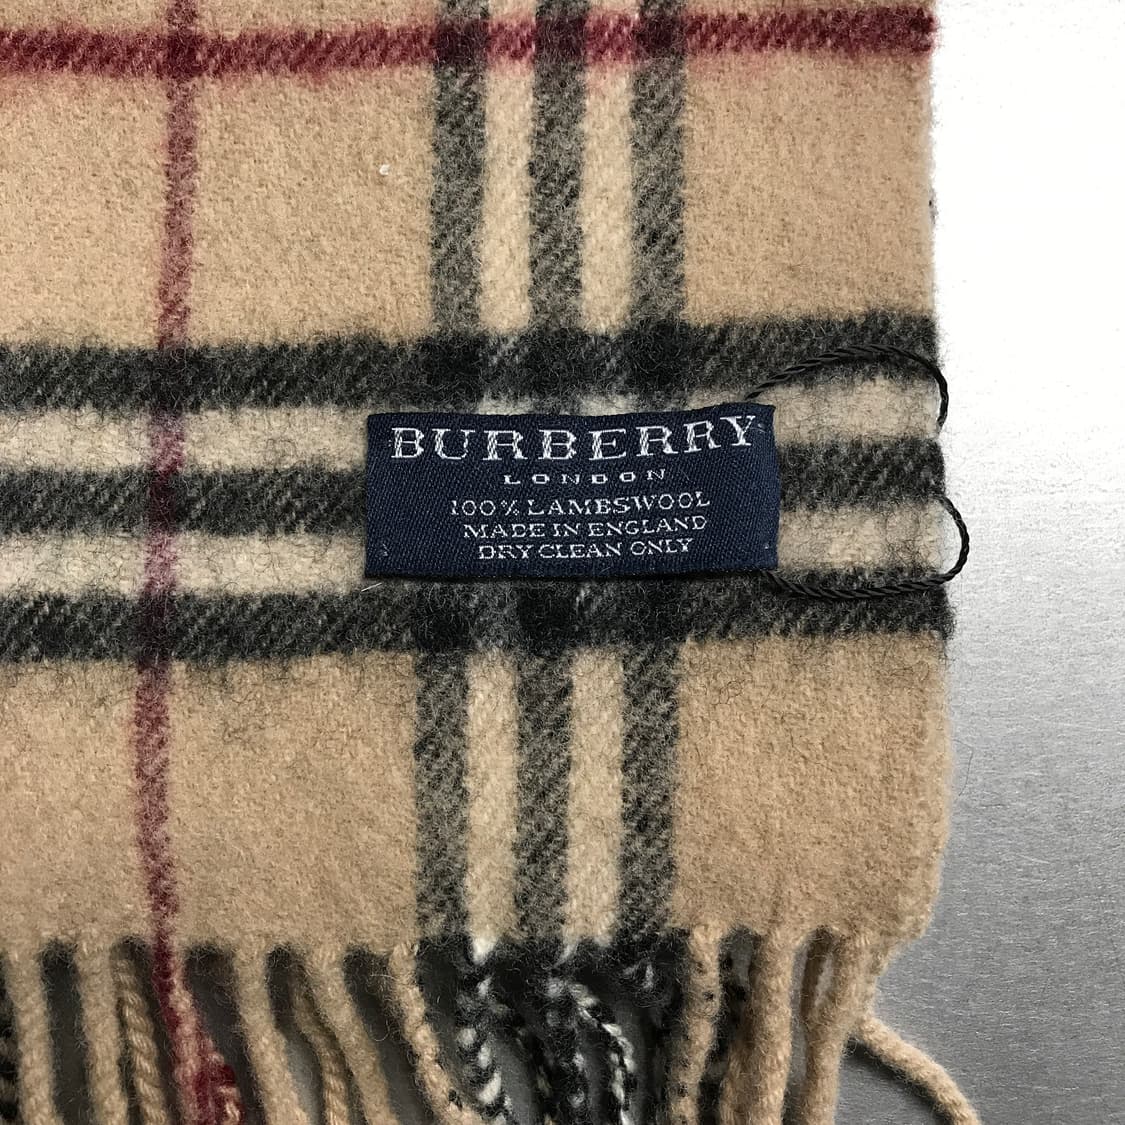 BURBERRY
LONDON
100% LAMBSWOOL
MADE IN ENGLAND
DRY CLEAN ONLY